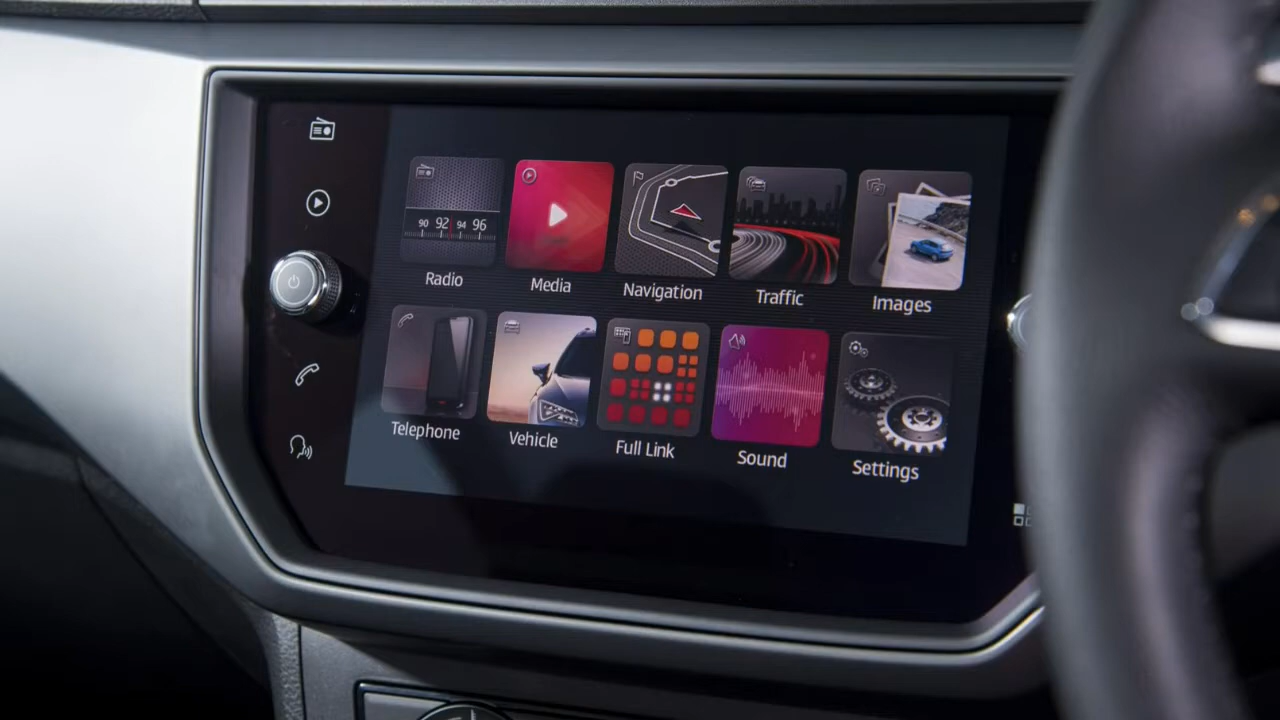 90 92 94 96
Radio
Media
Navigation
Traffic
Images
Telephone
Vehicle
Full Link
Sound
Settings